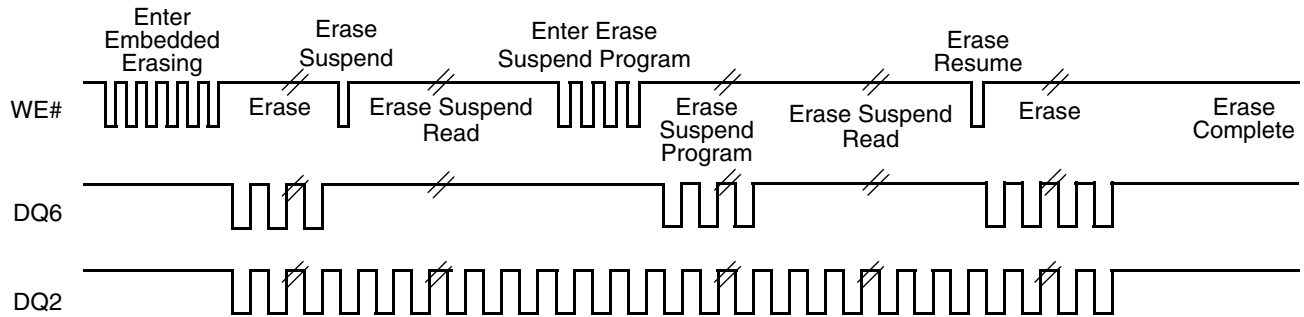 Enter
Embedded
Erasing
Erase
Suspend
Enter Erase
Suspend Program
Erase
Resume
WE#
Erase
Erase Suspend
Read
Erase
Suspend
Program
Erase Suspend
Read
Erase
Erase
Complete
DQ6
DQ2